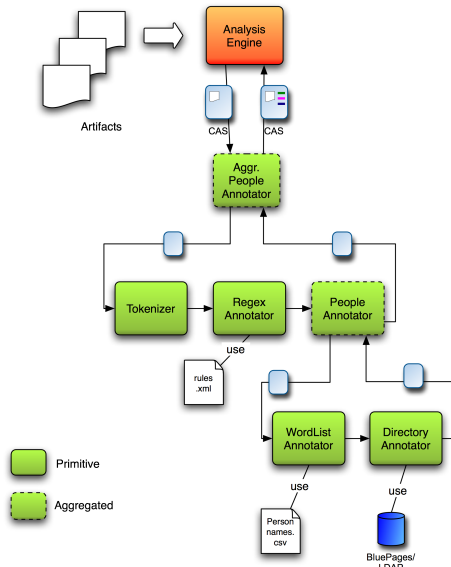 Analysis
Engine
Artifacts
CAS
CAS
Aggr.
People
Annotator
Tokenizer
Regex
Annotator
People
Annotator
use
rules
.xml
WordList
Annotator
Directory
Annotator
Primitive
use
use
Aggregated
Person
names.
csv
BluePages/
LDAP